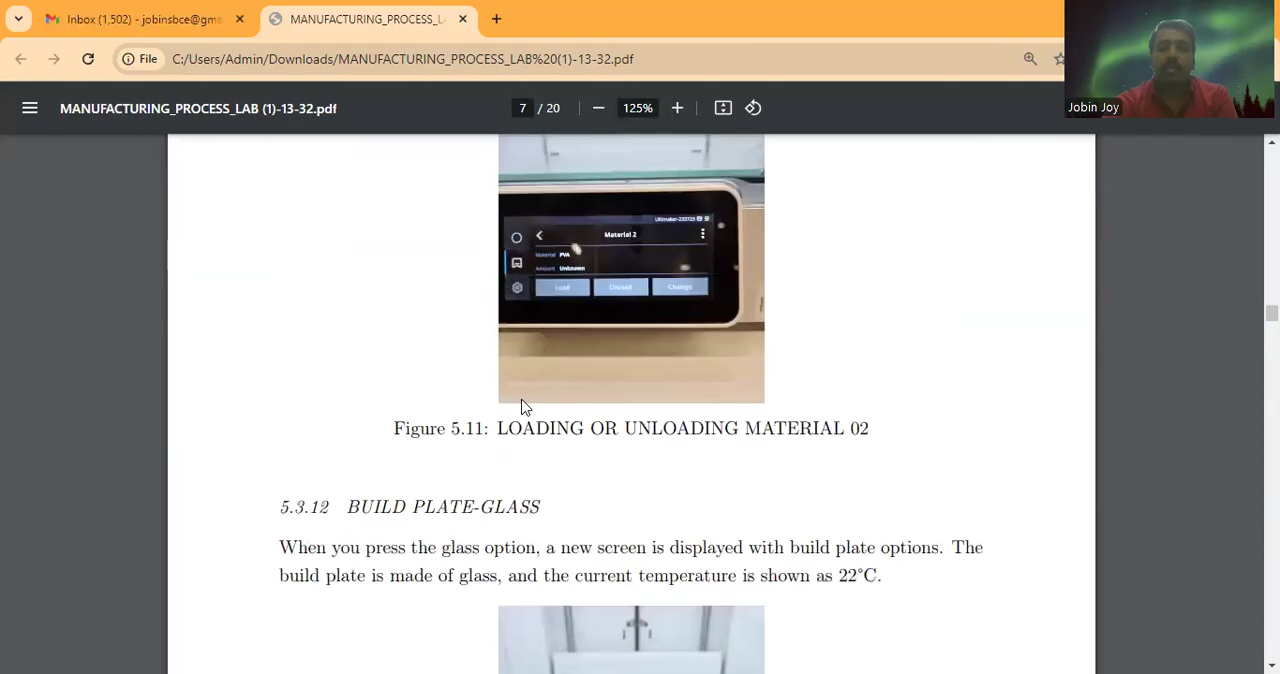 Inbox (1,502) - jobinsbce@gm
MANUFACTURING_PROCESS_L
File
C:/Users/Admin/Downloads/MANUFACTURING_PROCESS_LAB%20(1)-13-32.pdf
Jobin Joy
MANUFACTURING_PROCESS_LAB (1)-13-32.pdf
7 / 20
125%
Material 2
Material PVA
Amount Unknown
Load Unload Change
Figure 5.11: LOADING OR UNLOADING MATERIAL 02
5.3.12 BUILD PLATE-GLASS
When you press the glass option, a new screen is displayed with build plate options. The
build plate is made of glass, and the current temperature is shown as 22°C.